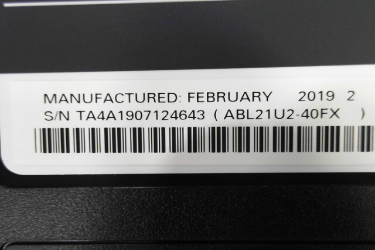 MANUFACTURED: FEBRUARY 2019 2
S/N TA4A1907124643 ( ABL21U2-40FX )